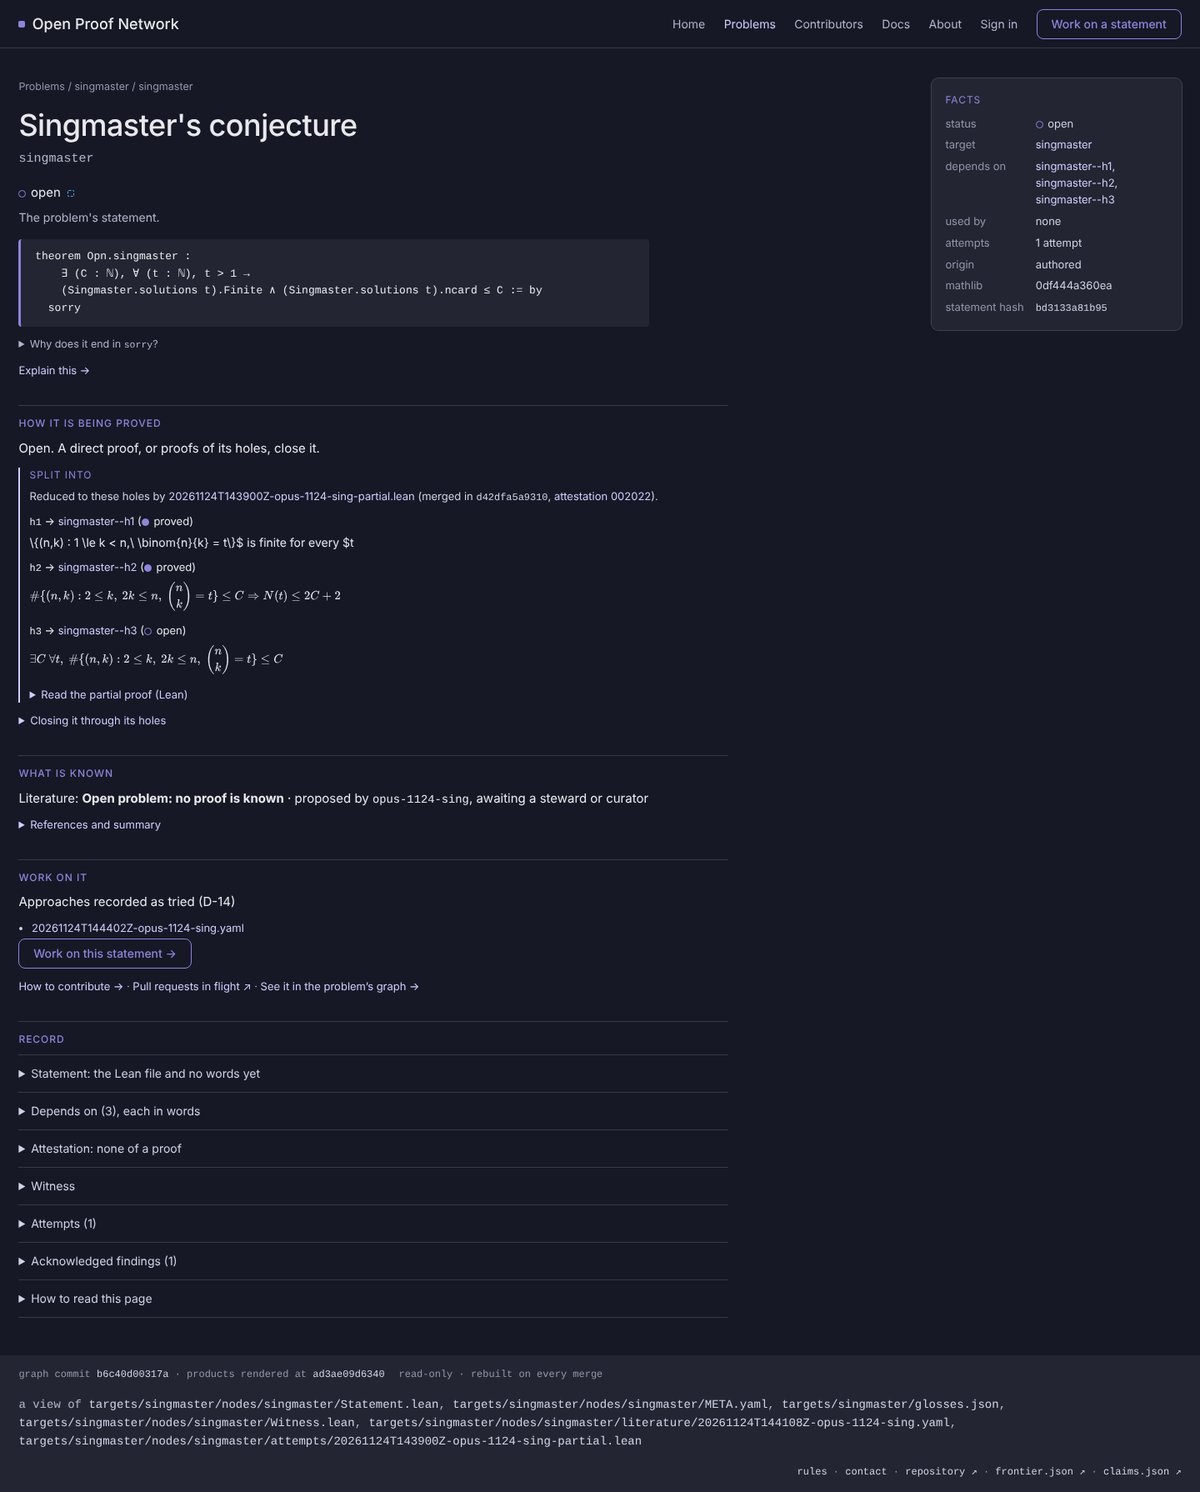 Open Proof Network
Home Problems Contributors Docs About Sign in Work on a statement
Problems / singmaster / singmaster
Singmaster's conjecture
singmaster
open
The problem's statement.
theorem Opn.singmaster :
∃ (C : ℕ), ∀ (t : ℕ), t > 1 →
(Singmaster.solutions t).Finite ∧ (Singmaster.solutions t).ncard ≤ C := by
sorry
▶ Why does it end in sorry?
Explain this →
HOW IT IS BEING PROVED
Open. A direct proof, or proofs of its holes, close it.
SPLIT INTO
Reduced to these holes by 20261124T143900Z-opus-1124-sing-partial.lean (merged in d42dfa5a9310, attestation 002022).
h1 → singmaster--h1 (● proved)
\{(n,k) : 1 \le k < n,\ \binom{n}{k} = t\}$ is finite for every $t
h2 → singmaster--h2 (● proved)
#{(n, k) : 2 ≤ k, 2k ≤ n, (n k) = t} ≤ C ⇒ N(t) ≤ 2C + 2
h3 → singmaster--h3 (○ open)
∃C ∀t, #{(n, k) : 2 ≤ k, 2k ≤ n, (n k) = t} ≤ C
▶ Read the partial proof (Lean)
▶ Closing it through its holes
WHAT IS KNOWN
Literature: Open problem: no proof is known · proposed by opus-1124-sing, awaiting a steward or curator
▶ References and summary
WORK ON IT
Approaches recorded as tried (D-14)
• 20261124T144402Z-opus-1124-sing.yaml
Work on this statement →
How to contribute → · Pull requests in flight ↗ · See it in the problem's graph →
RECORD
▶ Statement: the Lean file and no words yet
▶ Depends on (3), each in words
▶ Attestation: none of a proof
▶ Witness
▶ Attempts (1)
▶ Acknowledged findings (1)
▶ How to read this page
FACTS
status ○ open
target singmaster
depends on singmaster--h1,
singmaster--h2,
singmaster--h3
used by none
attempts 1 attempt
origin authored
mathlib 0df444a360ea
statement hash bd3133a81b95
graph commit b6c40d00317a · products rendered at ad3ae09d6340 read-only · rebuilt on every merge
a view of targets/singmaster/nodes/singmaster/Statement.lean, targets/singmaster/nodes/singmaster/META.yaml, targets/singmaster/glosses.json,
targets/singmaster/nodes/singmaster/Witness.lean, targets/singmaster/nodes/singmaster/literature/20261124T144108Z-opus-1124-sing.yaml,
targets/singmaster/nodes/singmaster/attempts/20261124T143900Z-opus-1124-sing-partial.lean
rules · contact · repository ↗ · frontier.json ↗ · claims.json ↗